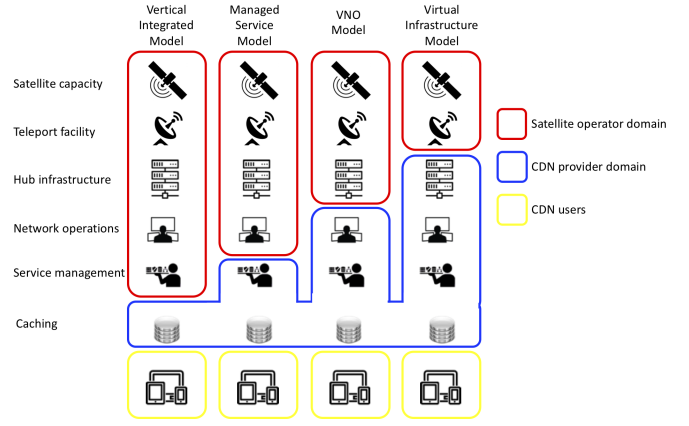 Vertical
Integrated
Model
Managed
Service
Model
VNO
Model
Virtual
Infrastructure
Model
Satellite capacity
Teleport facility
Hub infrastructure
Network operations
Service management
Caching
Satellite operator domain
CDN provider domain
CDN users